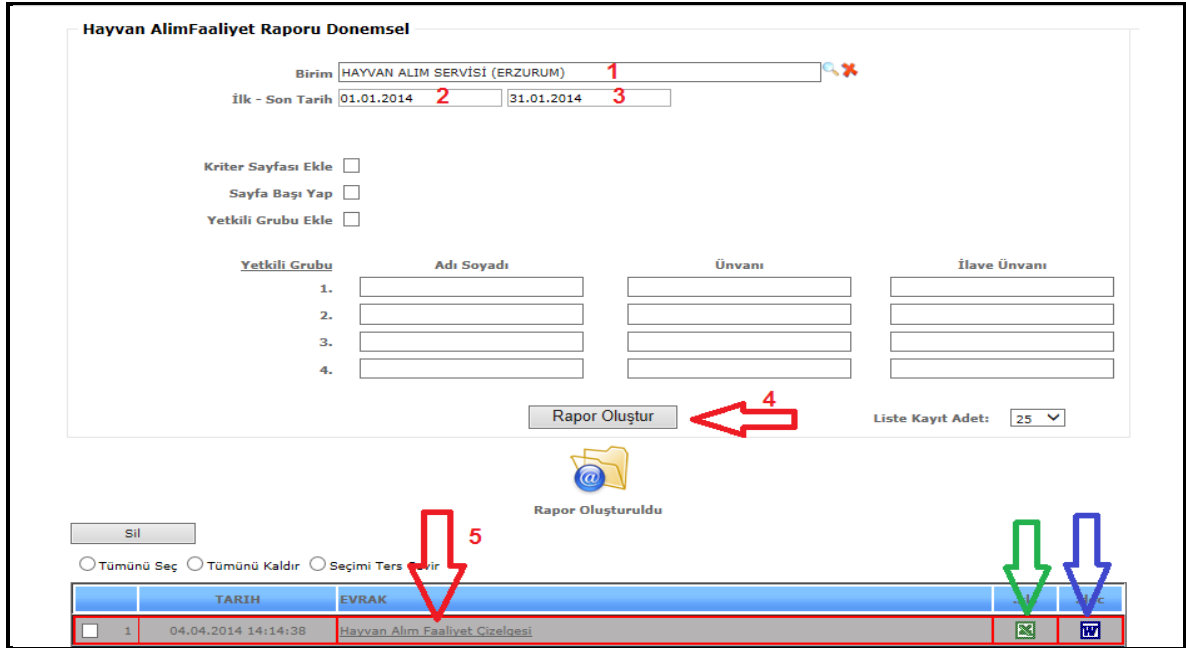 Hayvan AlimFaaliyet Raporu Donemsel
Birim HAYVAN ALIM SERVİSİ (ERZURUM) 1
İlk - Son Tarih 01.01.2014 2 31.01.2014 3
Kriter Sayfası Ekle
Sayfa Başı Yap
Yetkili Grubu Ekle
Yetkili Grubu Adı Soyadı Ünvanı İlave Ünvanı
1.
2.
3.
4.
Rapor Oluştur 4 Liste Kayıt Adet: 25
Rapor Oluşturuldu
Sil 5
Tümünü Seç Tümünü Kaldır Seçimi Ters
TARIH EVRAK
1 04.04.2014 14:14:38 Hayvan Alım Faaliyet Cizelgesi